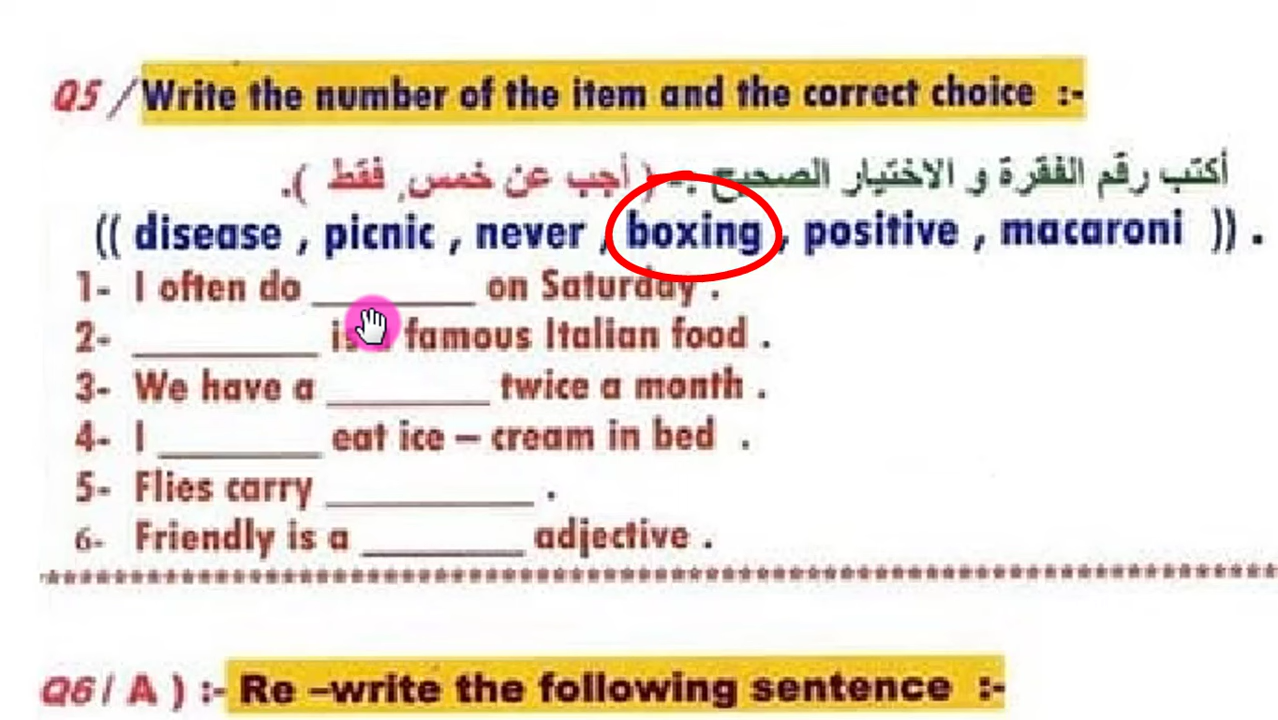 Q5 / Write the number of the item and the correct choice :-
أكتب رقم الفقرة و الاختيار الصحيح :- ( أجب عن خمس, فقط ).
(( disease , picnic , never , boxing , positive , macaroni )) .
1- I often do ________ on Saturday .
2- _________ is a famous Italian food .
3- We have a ________ twice a month .
4- I ________ eat ice – cream in bed .
5- Flies carry __________ .
6- Friendly is a ________ adjective .
Q6 / A ) :- Re –write the following sentence :-